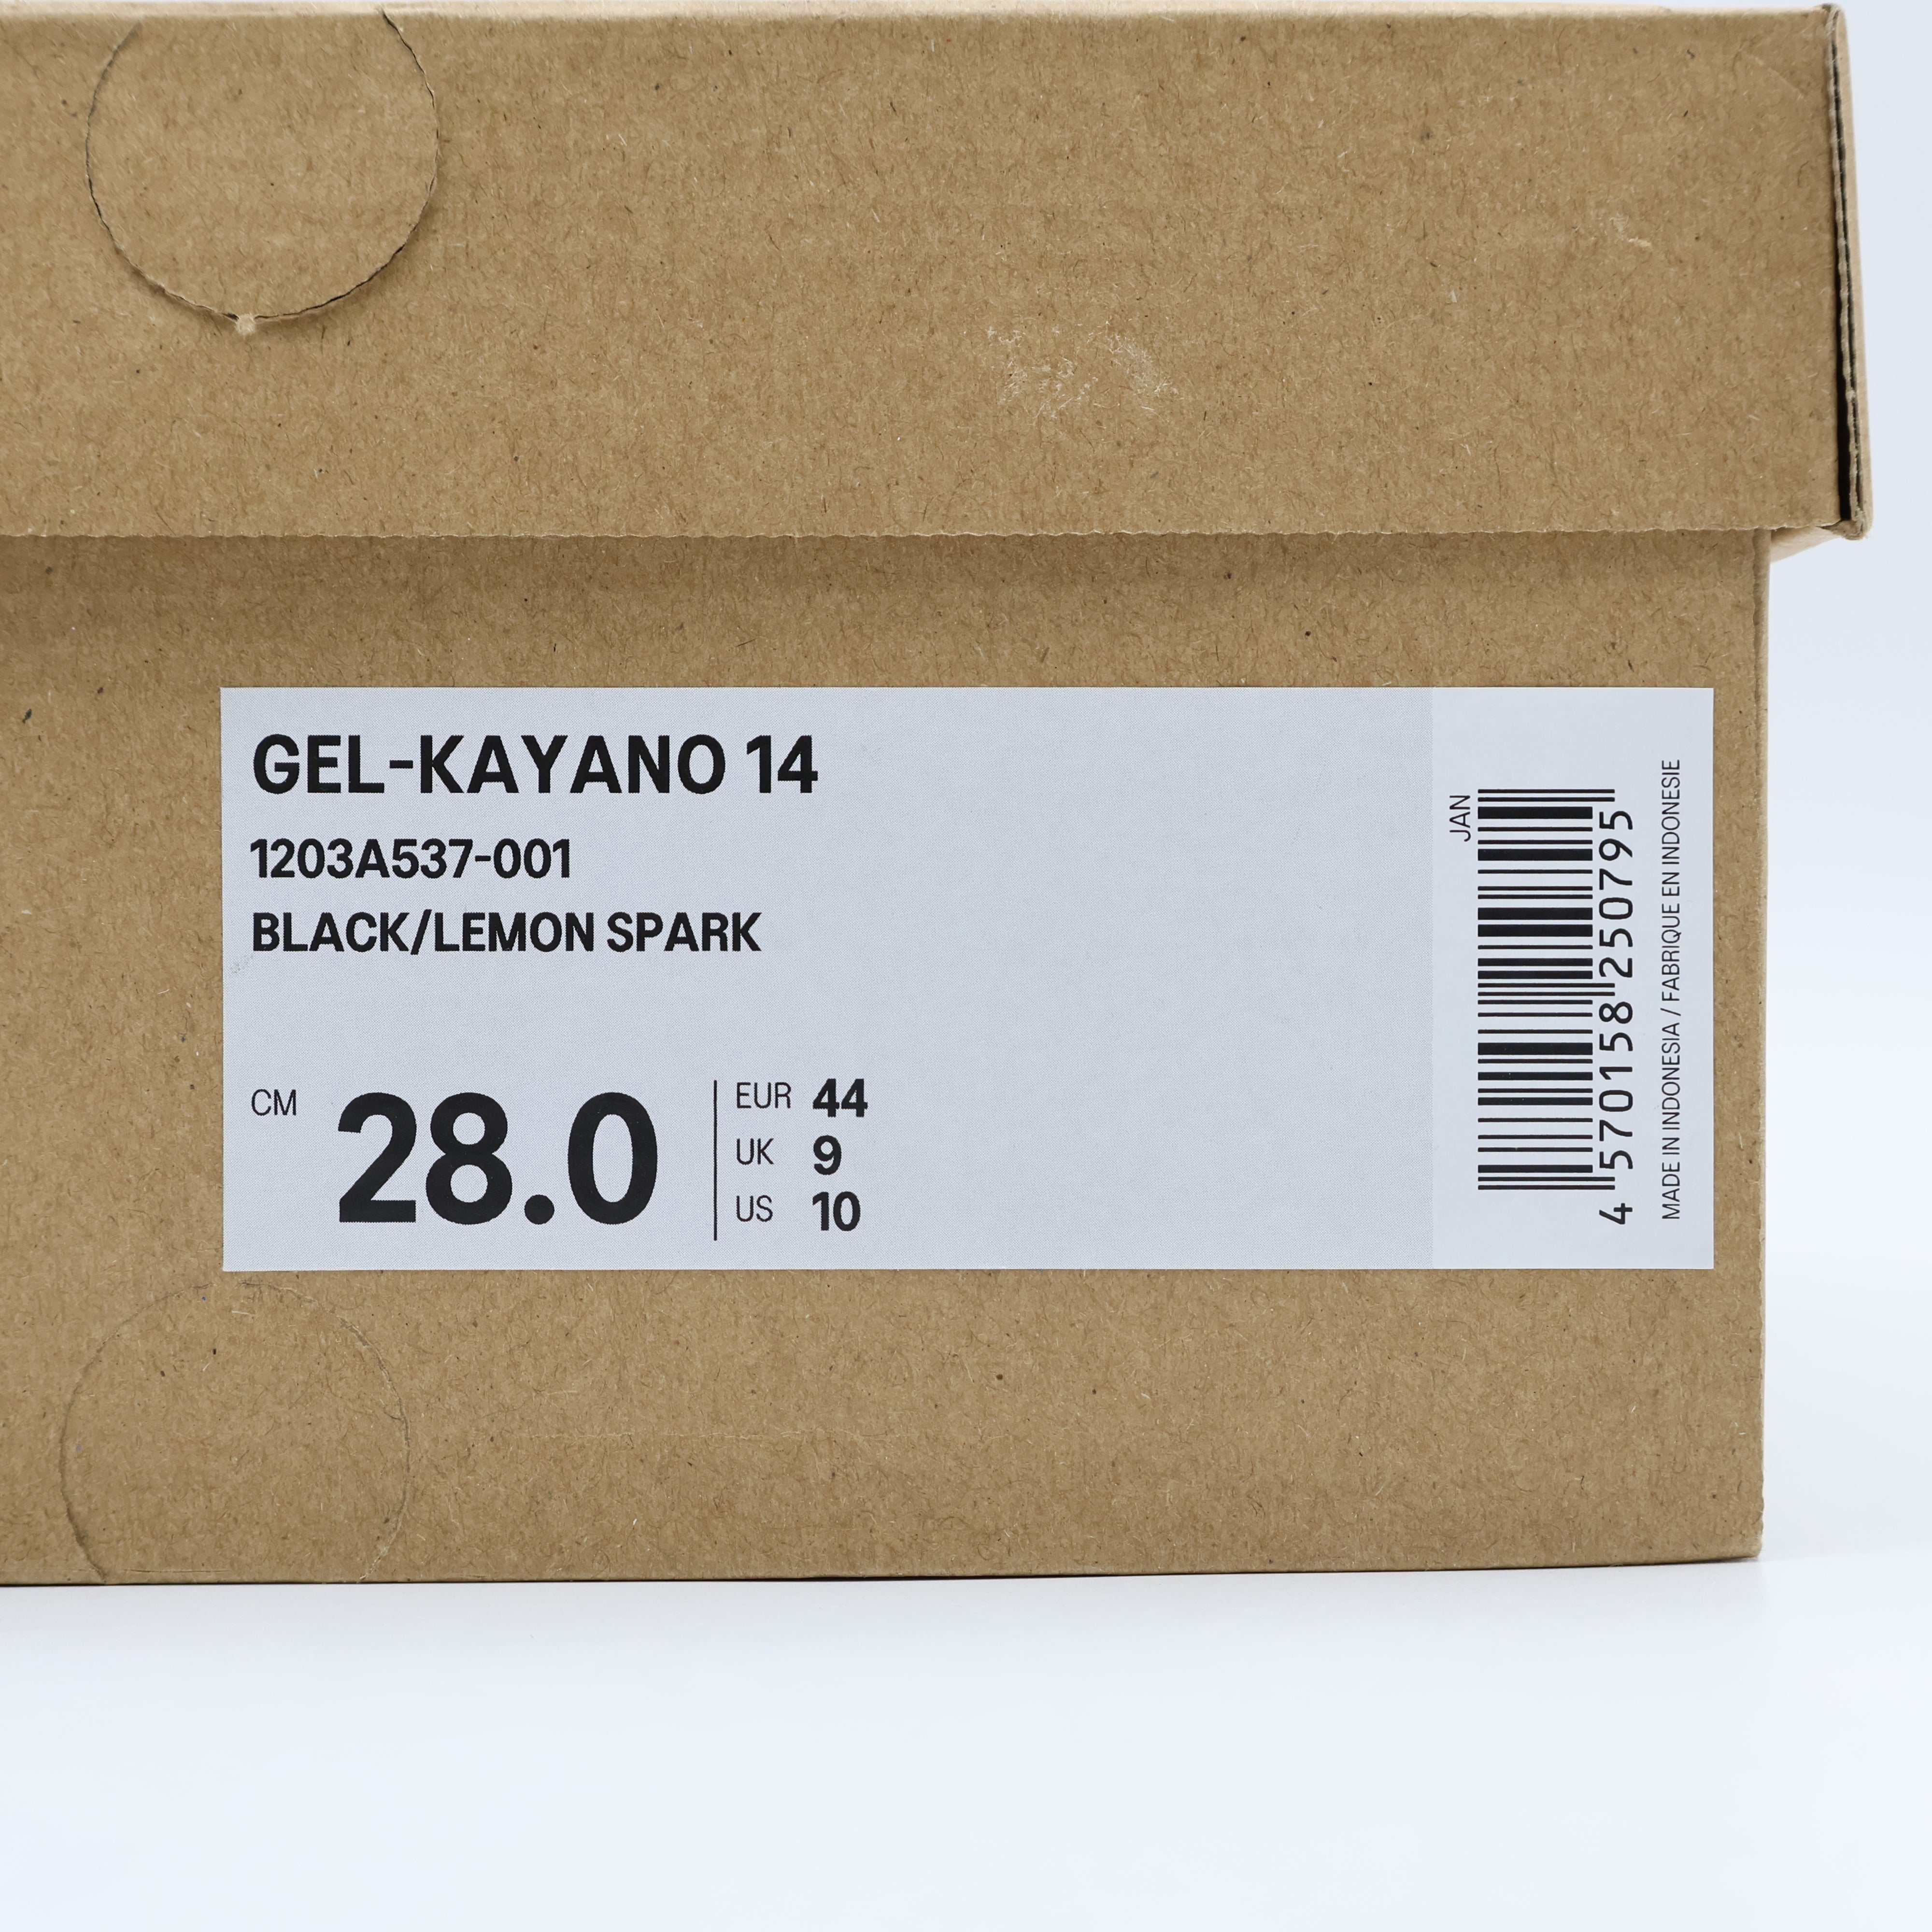 GEL-KAYANO 14
1203A537-001
BLACK/LEMON SPARK
CM 28.0
EUR 44
UK 9
US 10
JAN
4 570158 250795
MADE IN INDONESIA / FABRIQUE EN INDONESIE